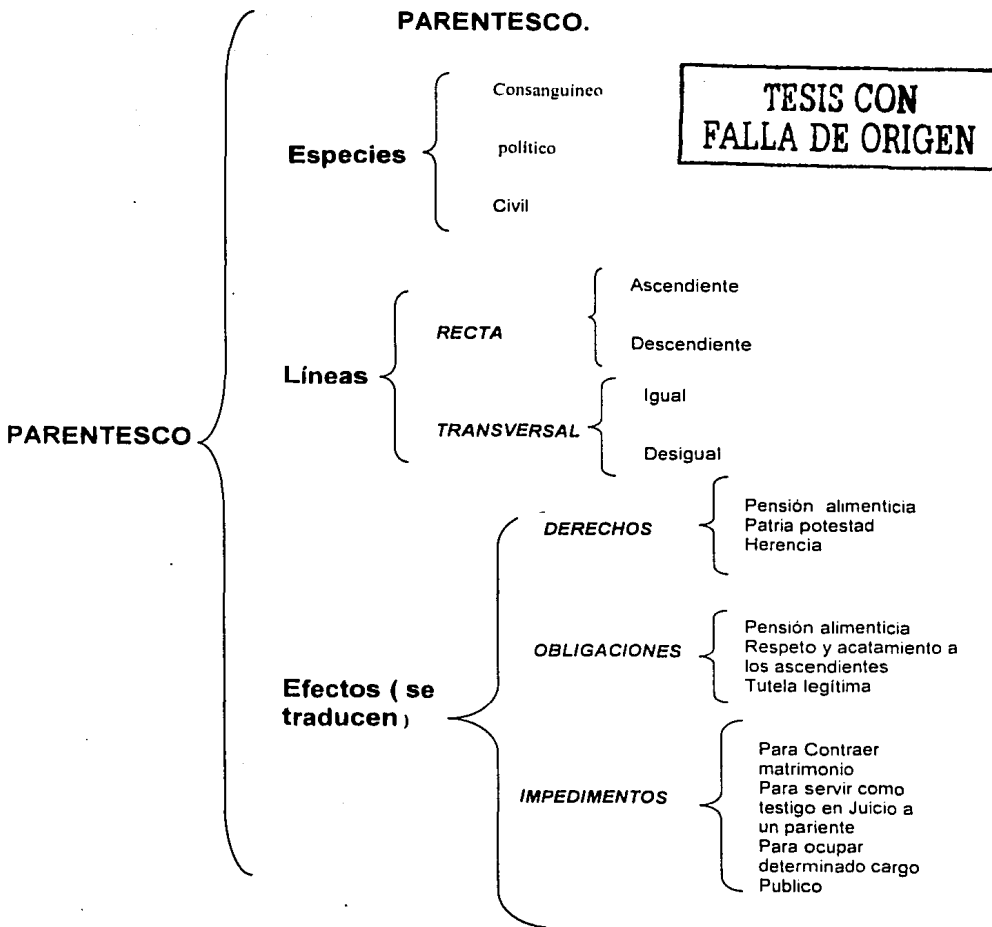 PARENTESCO.
TESIS CON
FALLA DE ORIGEN
PARENTESCO
Especies
Consanguíneo
político
Civil
Líneas
RECTA
Ascendiente
Descendiente
TRANSVERSAL
Igual
Desigual
Efectos ( se
traducen)
DERECHOS
Pensión alimenticia
Patria potestad
Herencia
OBLIGACIONES
Pensión alimenticia
Respeto y acatamiento a
los ascendientes
Tutela legítima
IMPEDIMENTOS
Para Contraer
matrimonio
Para servir como
testigo en Juicio a
un pariente
Para ocupar
determinado cargo
Publico